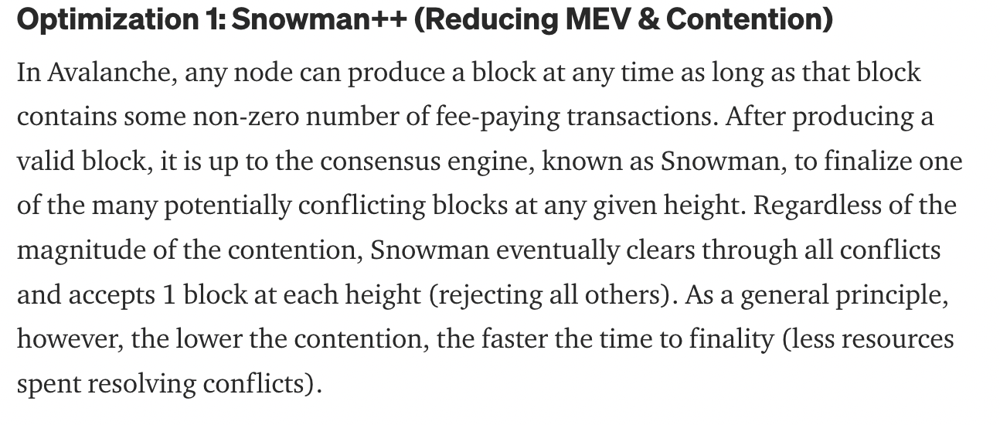 Optimization 1: Snowman++ (Reducing MEV & Contention)
In Avalanche, any node can produce a block at any time as long as that block
contains some non-zero number of fee-paying transactions. After producing a
valid block, it is up to the consensus engine, known as Snowman, to finalize one
of the many potentially conflicting blocks at any given height. Regardless of the
magnitude of the contention, Snowman eventually clears through all conflicts
and accepts 1 block at each height (rejecting all others). As a general principle,
however, the lower the contention, the faster the time to finality (less resources
spent resolving conflicts).